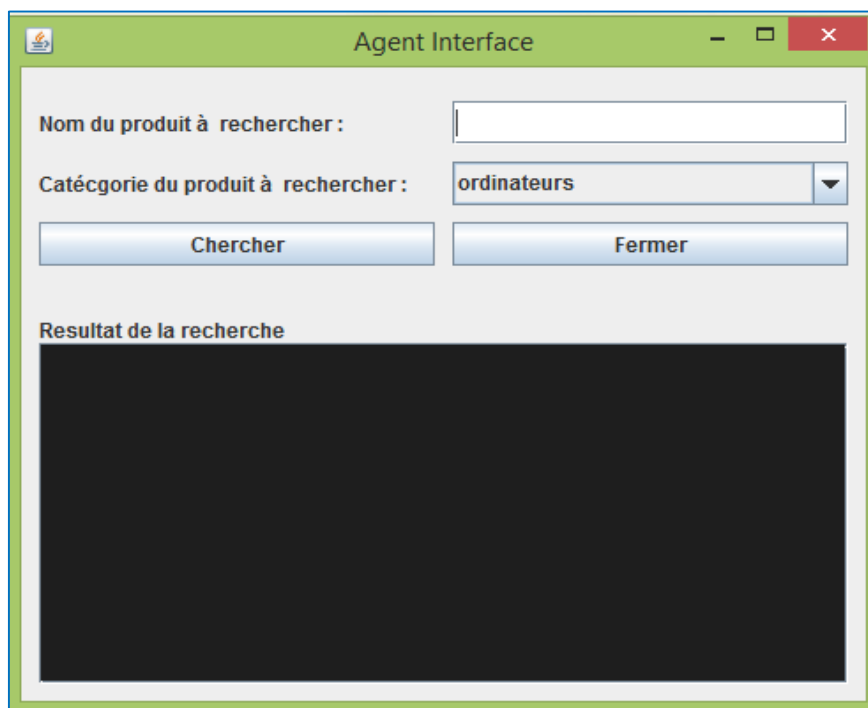 Agent Interface
Nom du produit à rechercher :
Catécgorie du produit à rechercher :
ordinateurs
Chercher
Fermer
Resultat de la recherche